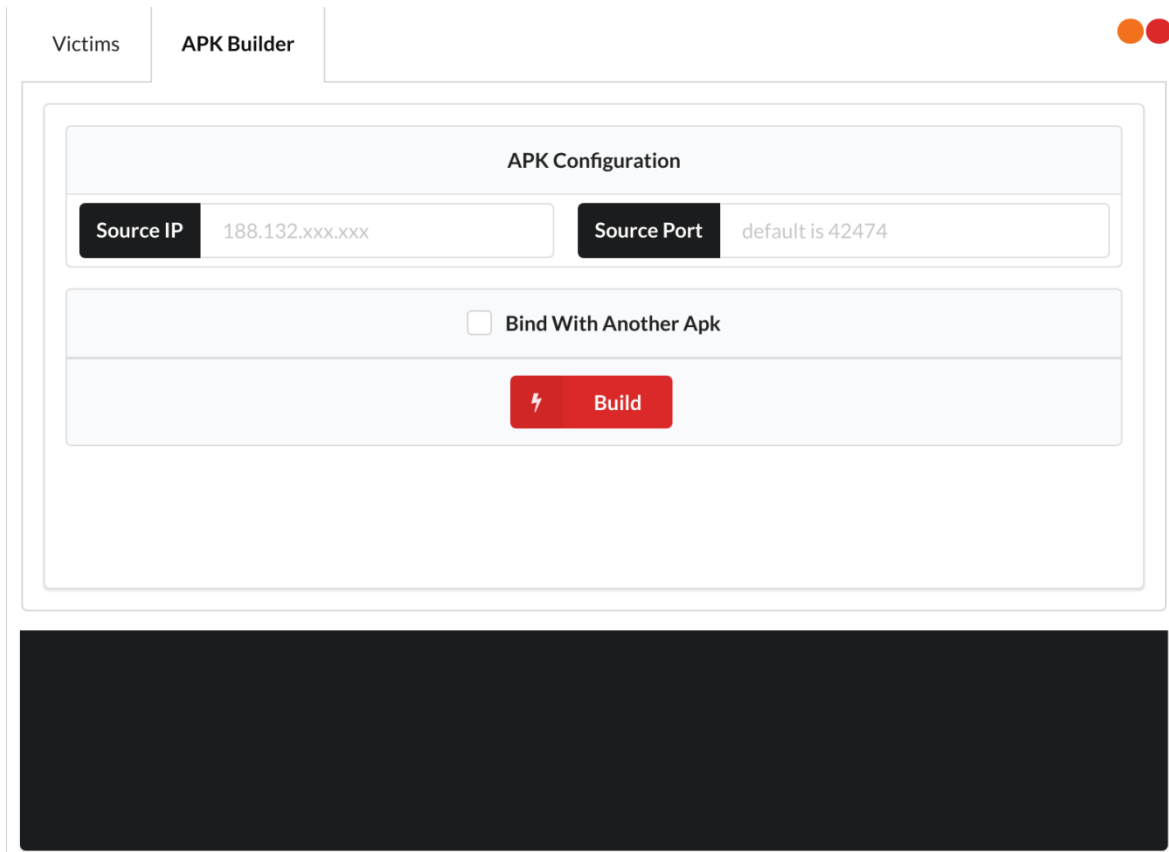 Victims
APK Builder
APK Configuration
Source IP
188.132.xxx.xxx
Source Port
default is 42474
Bind With Another Apk
Build